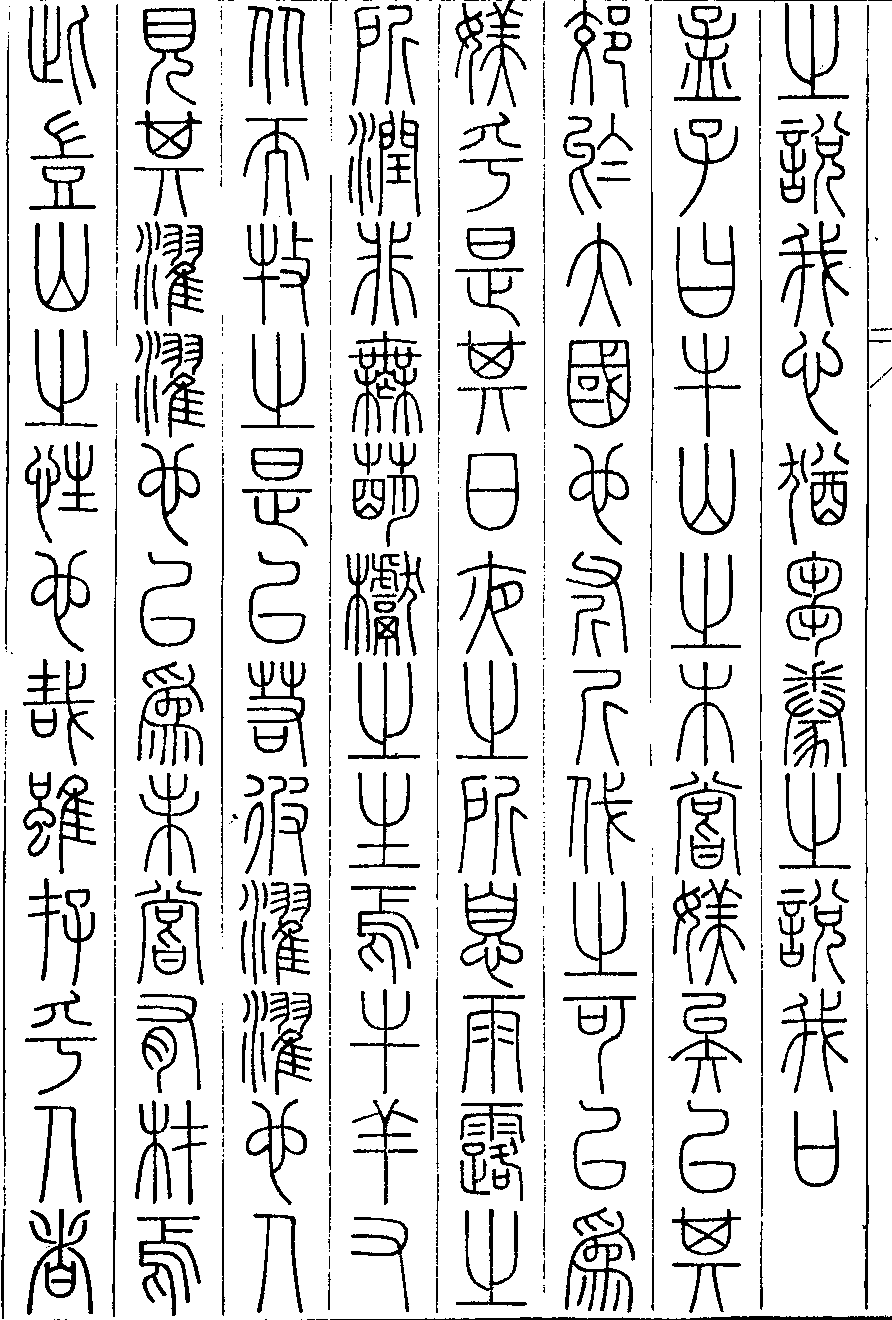 之說我心猶芻豢之說我口
孟子曰牛山之木嘗媄矣以其
郊於大國也斧斤伐之可以為
媄乎是其日夜之所息雨露之
所潤非無萌櫱之生焉牛羊又
从而牧之是以若彼濯濯也人
見其濯濯也以為未嘗有材焉
此豈山之性也哉雖存乎人者